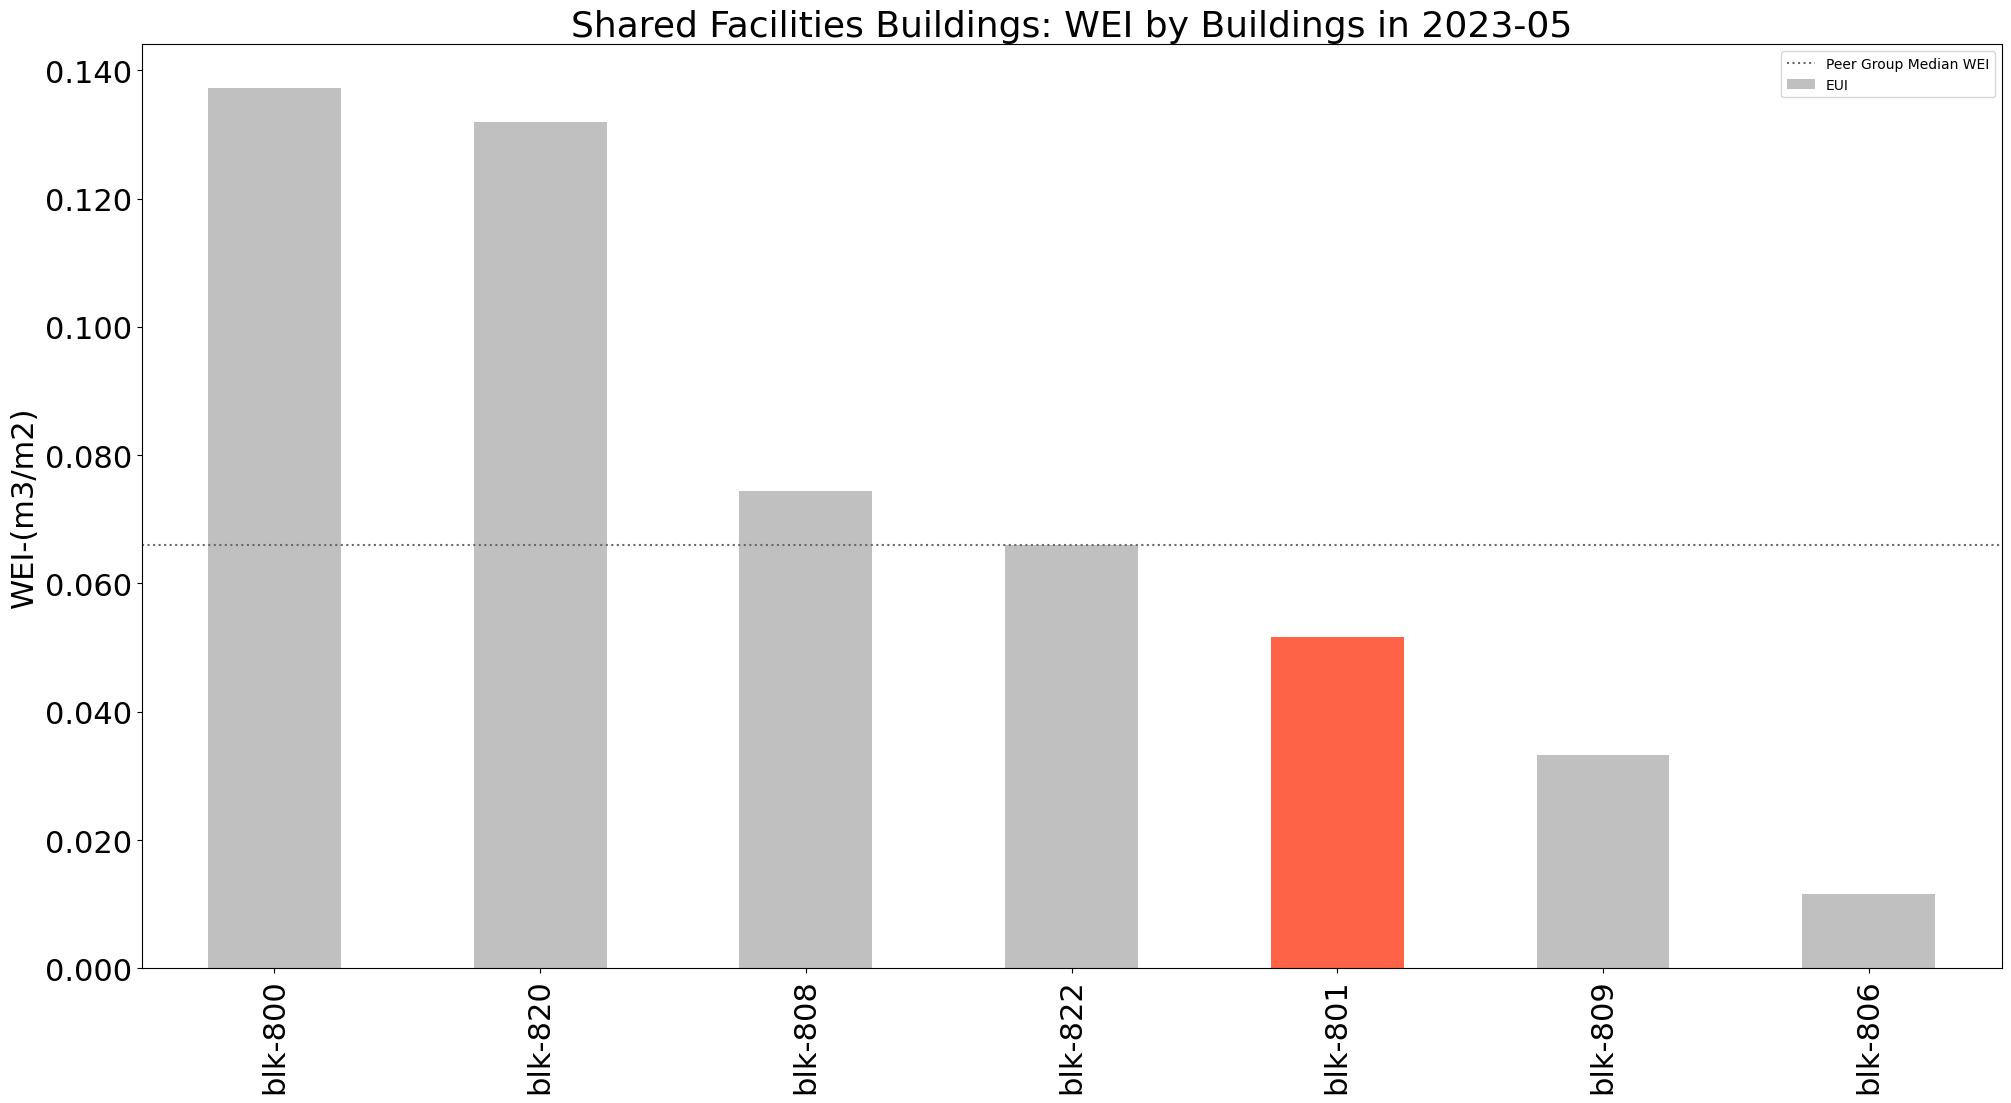 Shared Facilities Buildings: WEI by Buildings in 2023-05
Peer Group Median WEI
EUI
WEI-(m3/m2)
0.140
0.120
0.100
0.080
0.060
0.040
0.020
0.000
blk-800
blk-820
blk-808
blk-822
blk-801
blk-809
blk-806